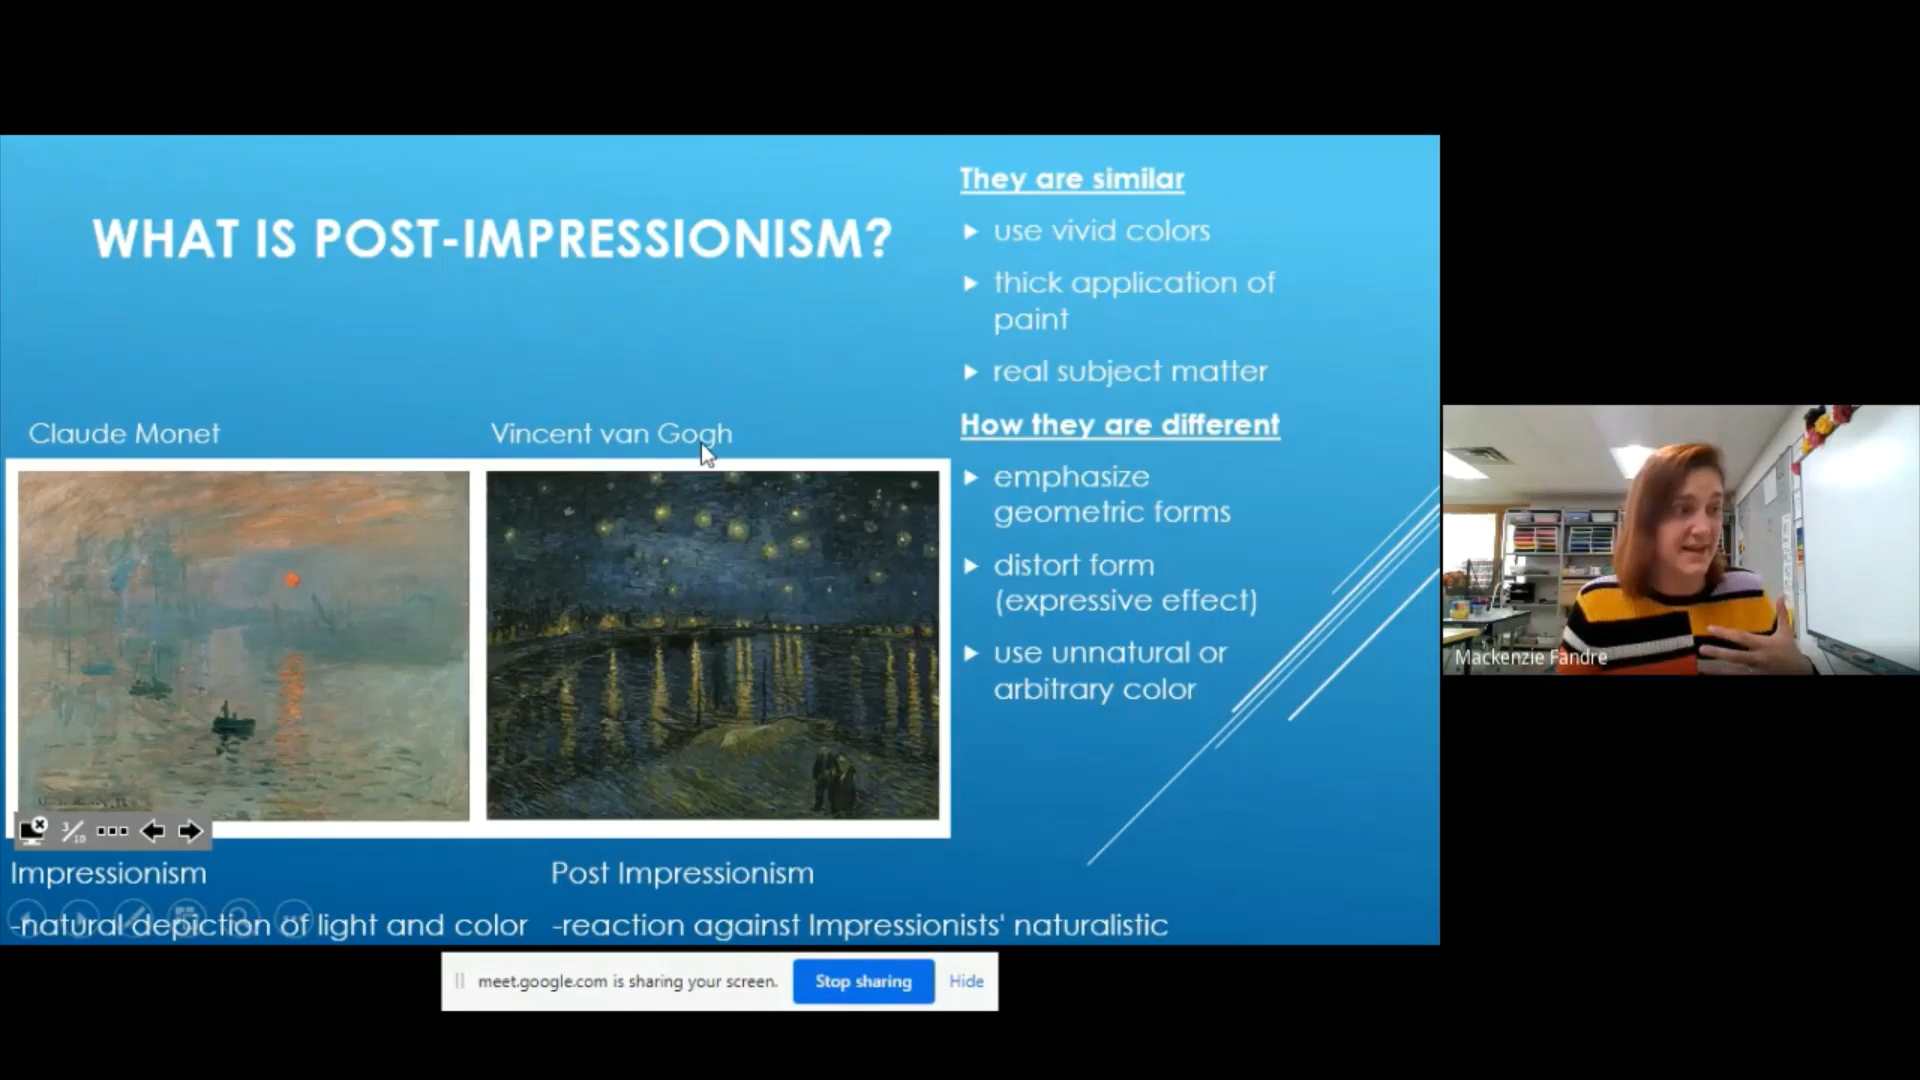 WHAT IS POST-IMPRESSIONISM?
Claude Monet
Vincent van Gogh
Impressionism
-natural depiction of light and color
Post Impressionism
-reaction against Impressionists' naturalistic
They are similar
use vivid colors
thick application of
paint
real subject matter
How they are different
emphasize
geometric forms
distort form
(expressive effect)
use unnatural or
arbitrary color
3/10
meet.google.com is sharing your screen.
Stop sharing
Hide
Mackenzie Fandre